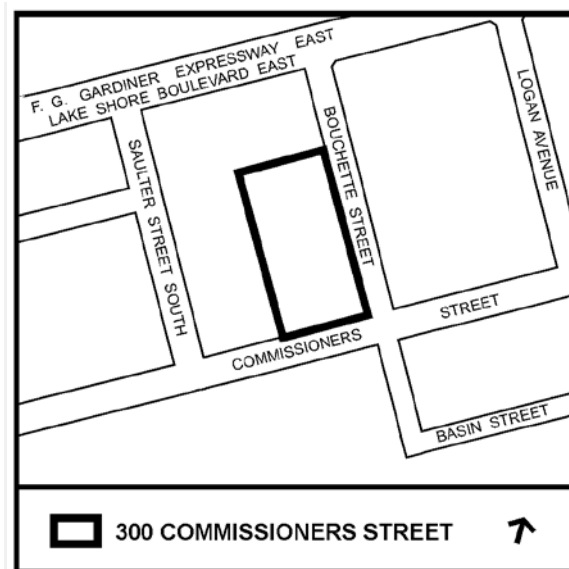 F. G. GARDINER EXPRESSWAY EAST
LAKE SHORE BOULEVARD EAST
SAULTER STREET SOUTH
BOUCHETTE STREET
LOGAN AVENUE
COMMISSIONERS STREET
BASIN STREET
300 COMMISSIONERS STREET